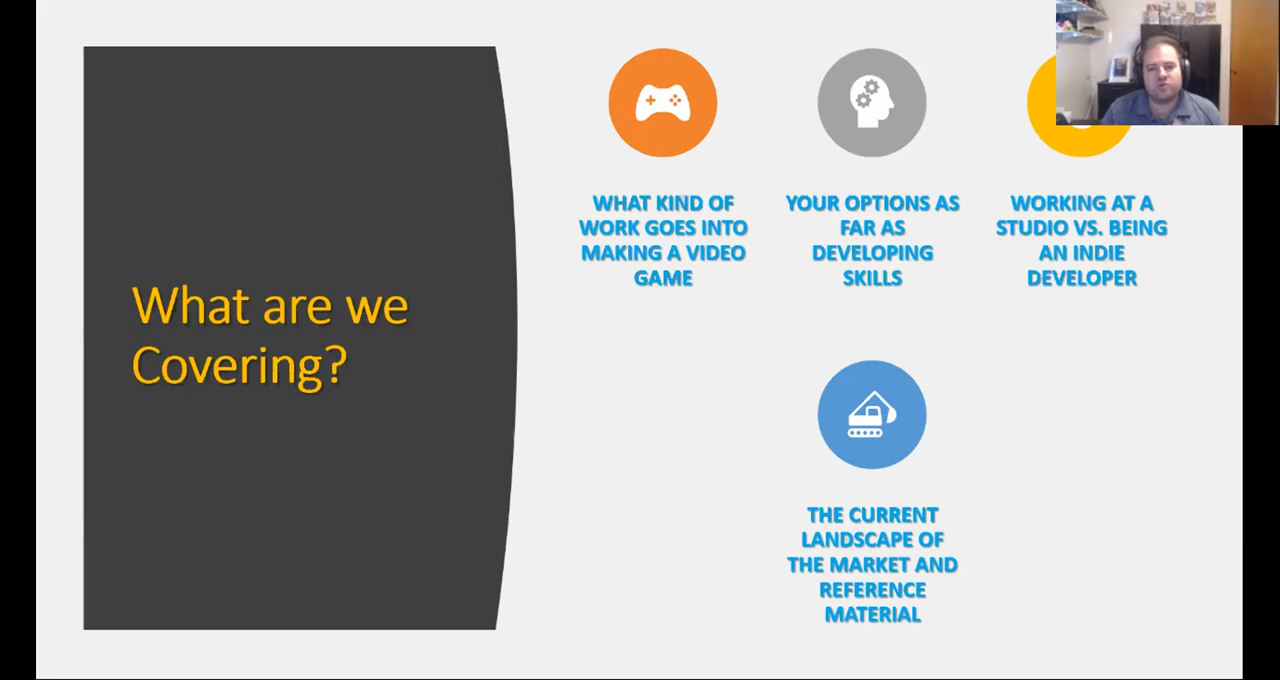 What are we
Covering?
WHAT KIND OF
WORK GOES INTO
MAKING A VIDEO
GAME
YOUR OPTIONS AS
FAR AS
DEVELOPING
SKILLS
WORKING AT A
STUDIO VS. BEING
AN INDIE
DEVELOPER
THE CURRENT
LANDSCAPE OF
THE MARKET AND
REFERENCE
MATERIAL